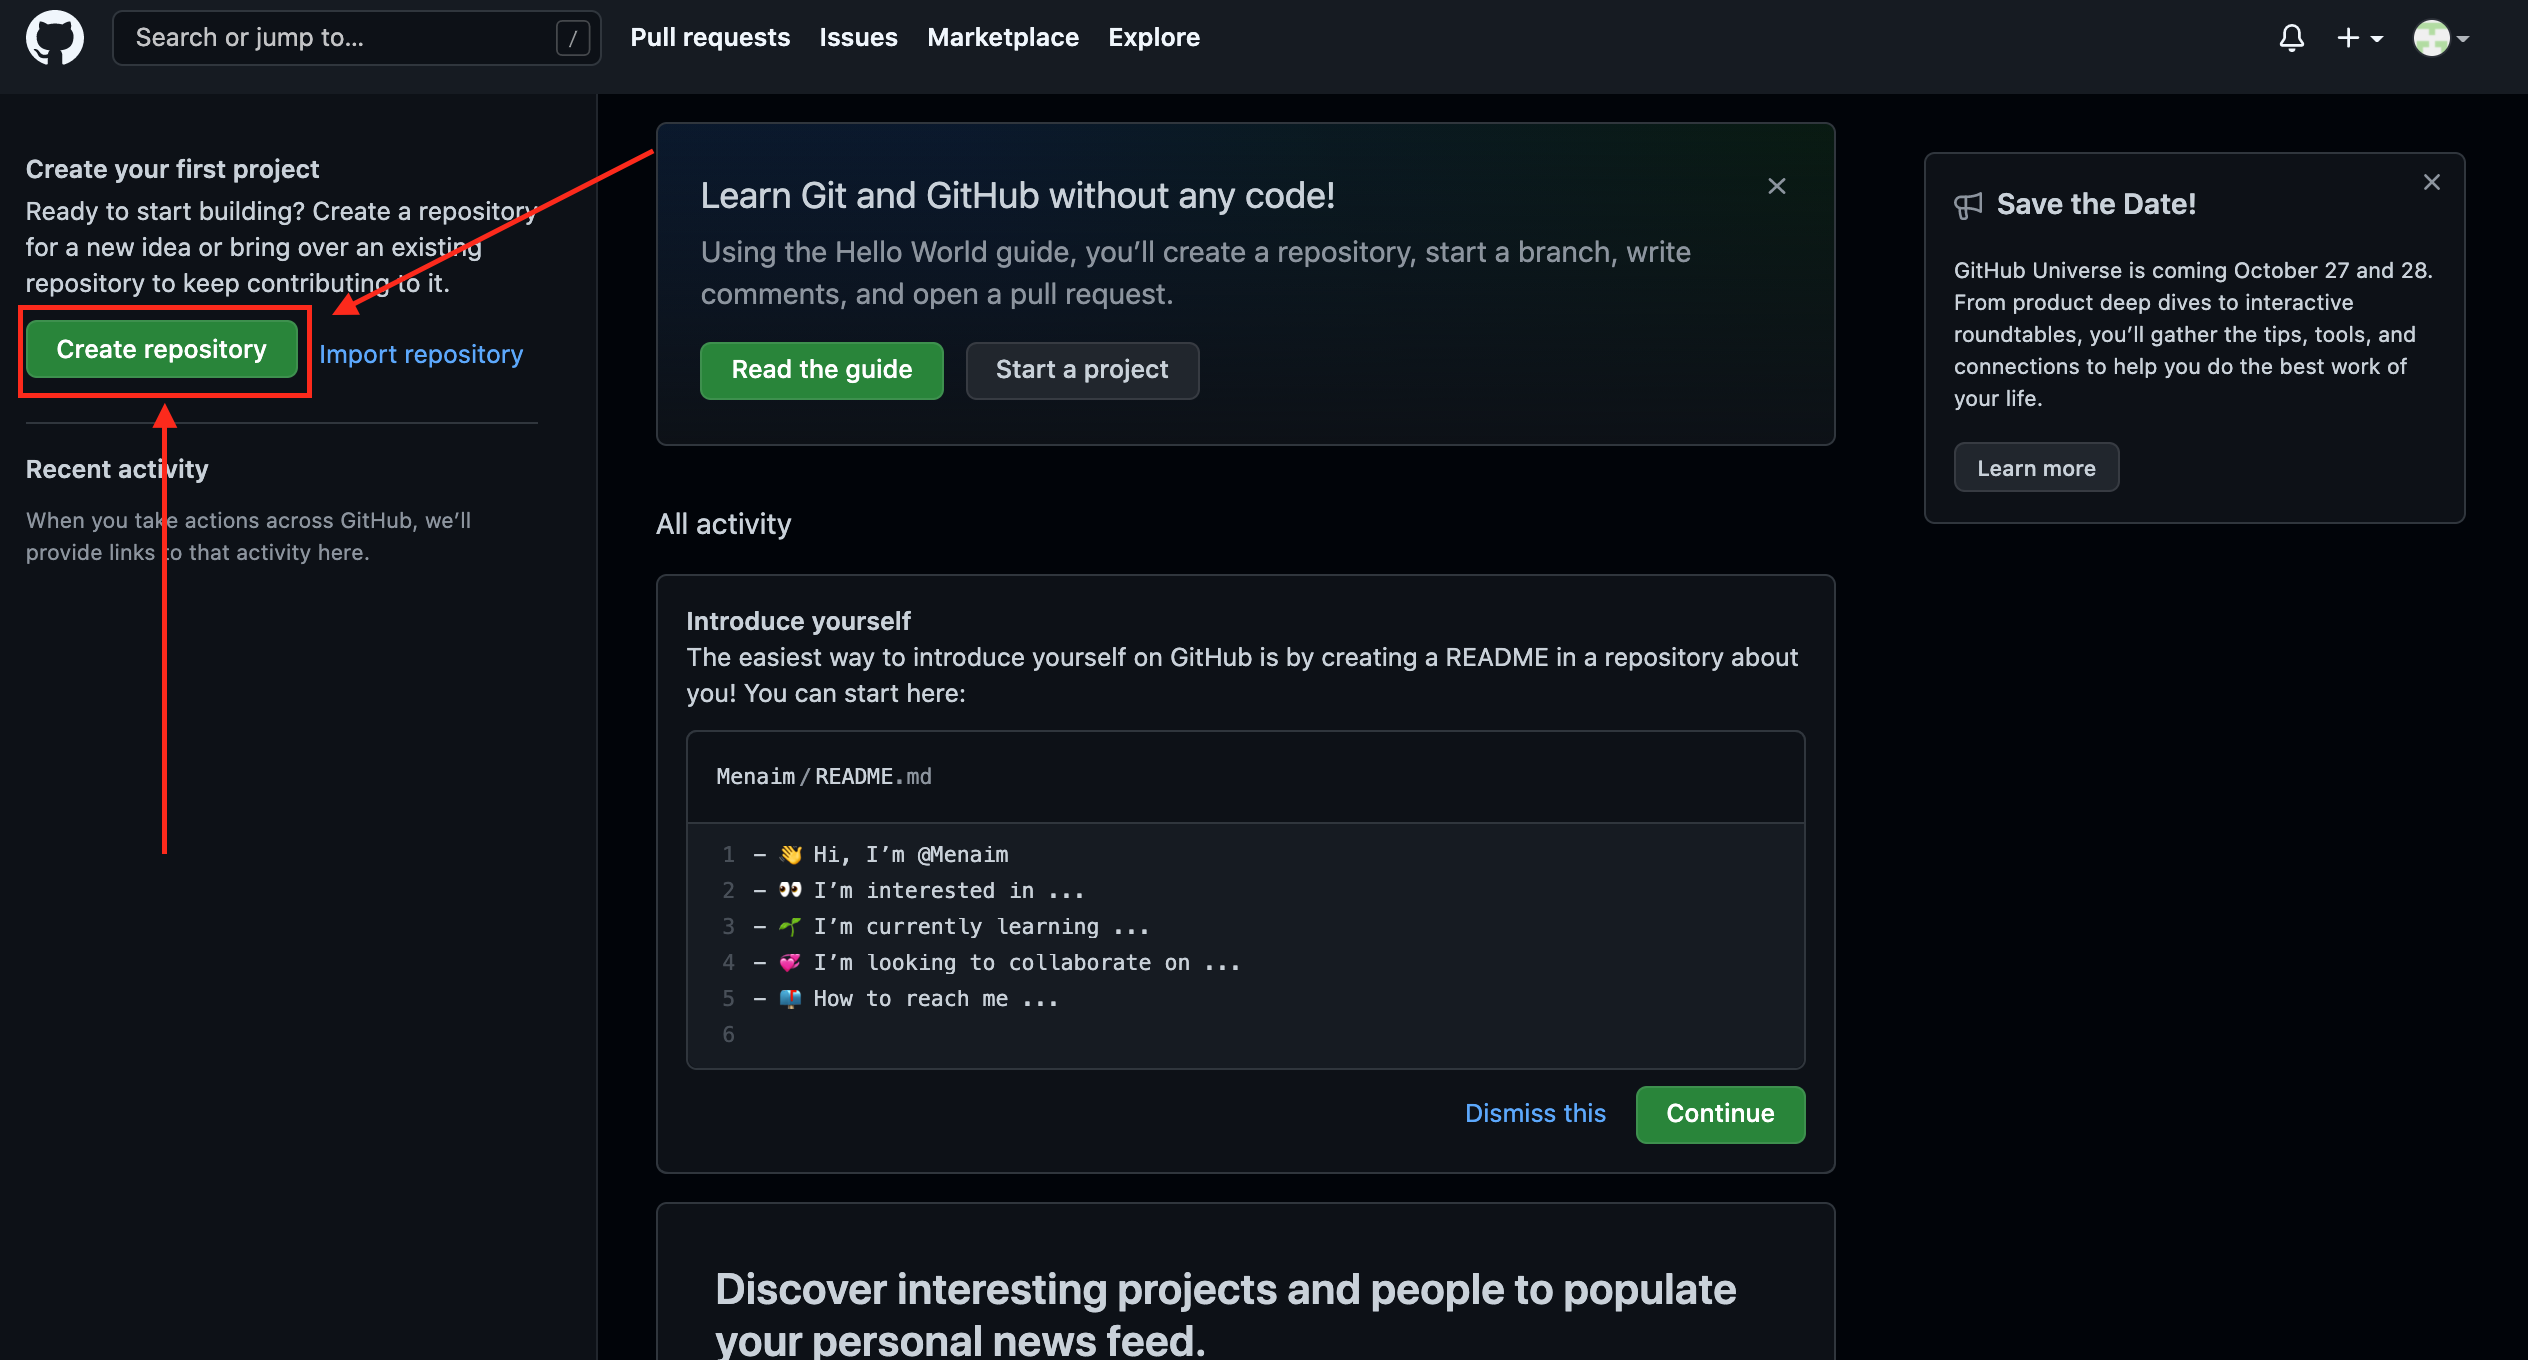 Search or jump to... /
Pull requests Issues Marketplace Explore
Create your first project
Ready to start building? Create a repository
for a new idea or bring over an existing
repository to keep contributing to it.
Create repository
Import repository
Recent activity
When you take actions across GitHub, we’ll
provide links to that activity here.
Learn Git and GitHub without any code!
Using the Hello World guide, you’ll create a repository, start a branch, write
comments, and open a pull request.
Read the guide
Start a project
All activity
Introduce yourself
The easiest way to introduce yourself on GitHub is by creating a README in a repository about
you! You can start here:
Menaim/README.md
1 - 👋 Hi, I’m @Menaim
2 - 👀 I’m interested in ...
3 - 🌱 I’m currently learning ...
4 - 💞️ I’m looking to collaborate on ...
5 - 📫 How to reach me ...
6
Dismiss this
Continue
Discover interesting projects and people to populate
your personal news feed.
Save the Date!
GitHub Universe is coming October 27 and 28.
From product deep dives to interactive
roundtables, you’ll gather the tips, tools, and
connections to help you do the best work of
your life.
Learn more